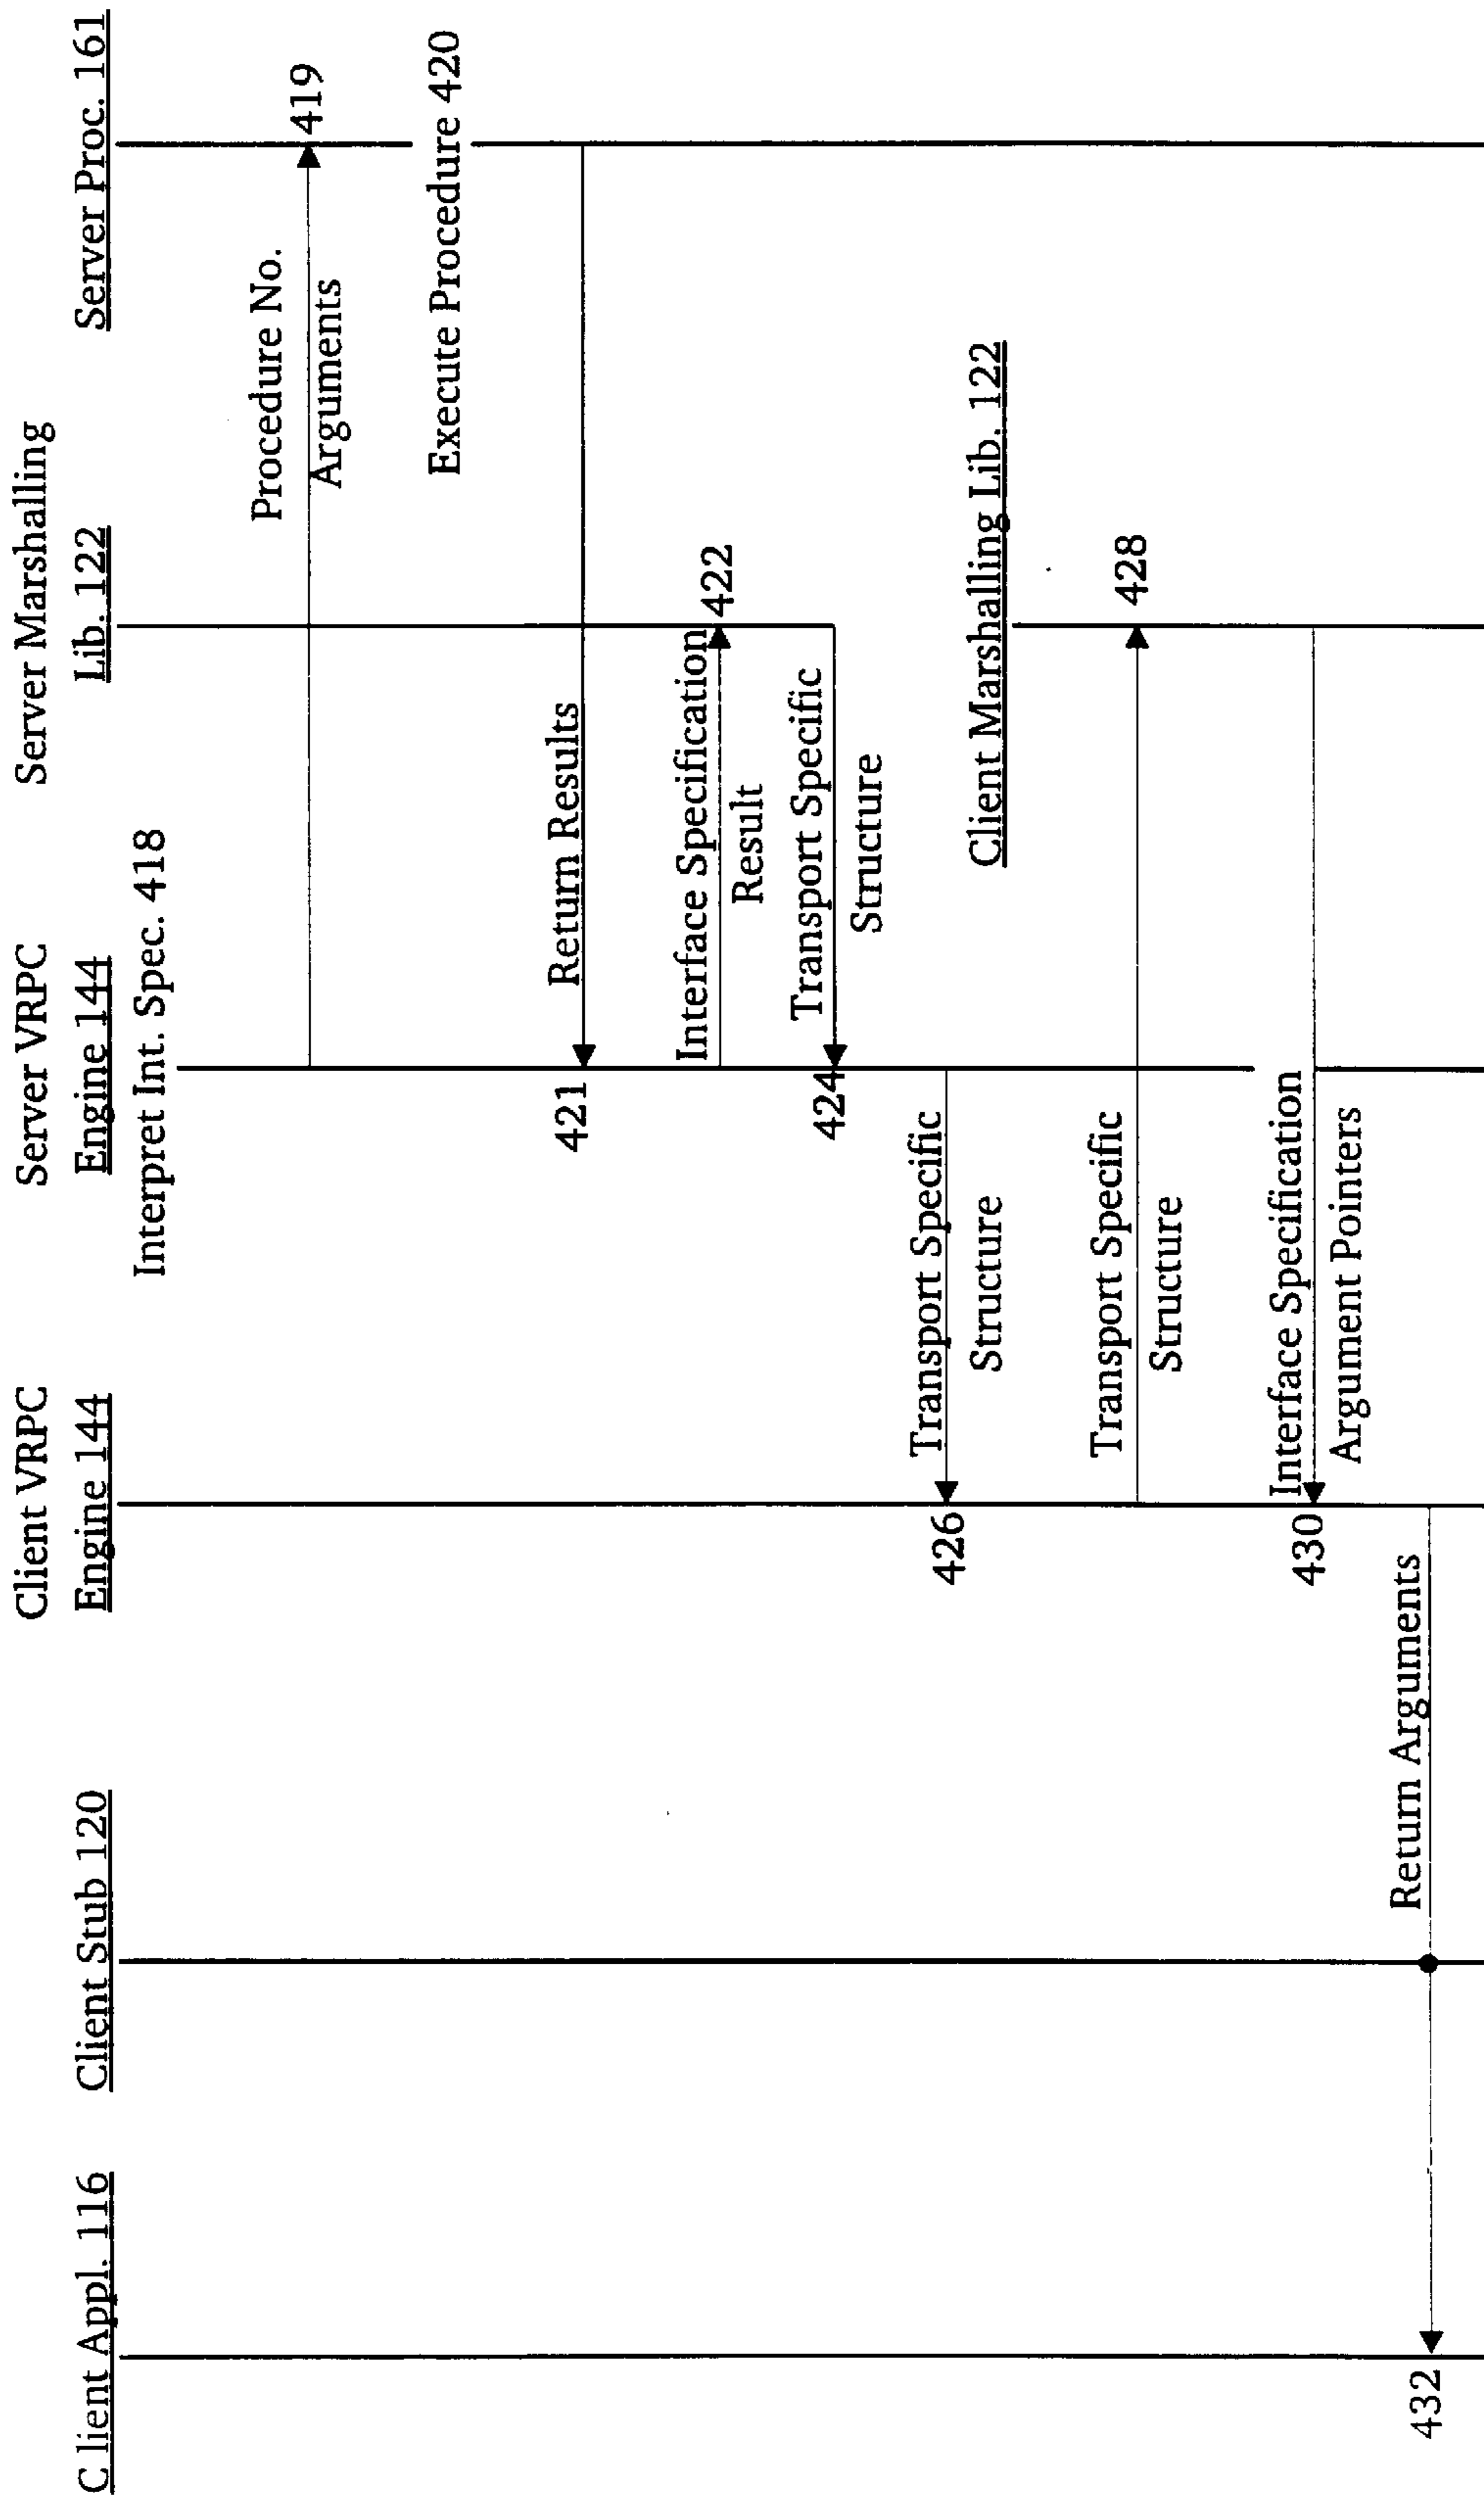 Client Appl. 116
Client Stub 120
Client VRPC
Engine 144
Server VRPC
Engine 144
Server Marshalling
Lib. 122
Server Proc. 161
Interpret Int. Spec. 418
Procedure No.
Arguments
419
Execute Procedure 420
Return Results
421
Interface Specification
Result
422
Transport Specific
Structure
424
Transport Specific
Structure
426
Client Marshalling Lib. 122
Transport Specific
Structure
428
Interface Specification
Argument Pointers
430
Return Arguments
432